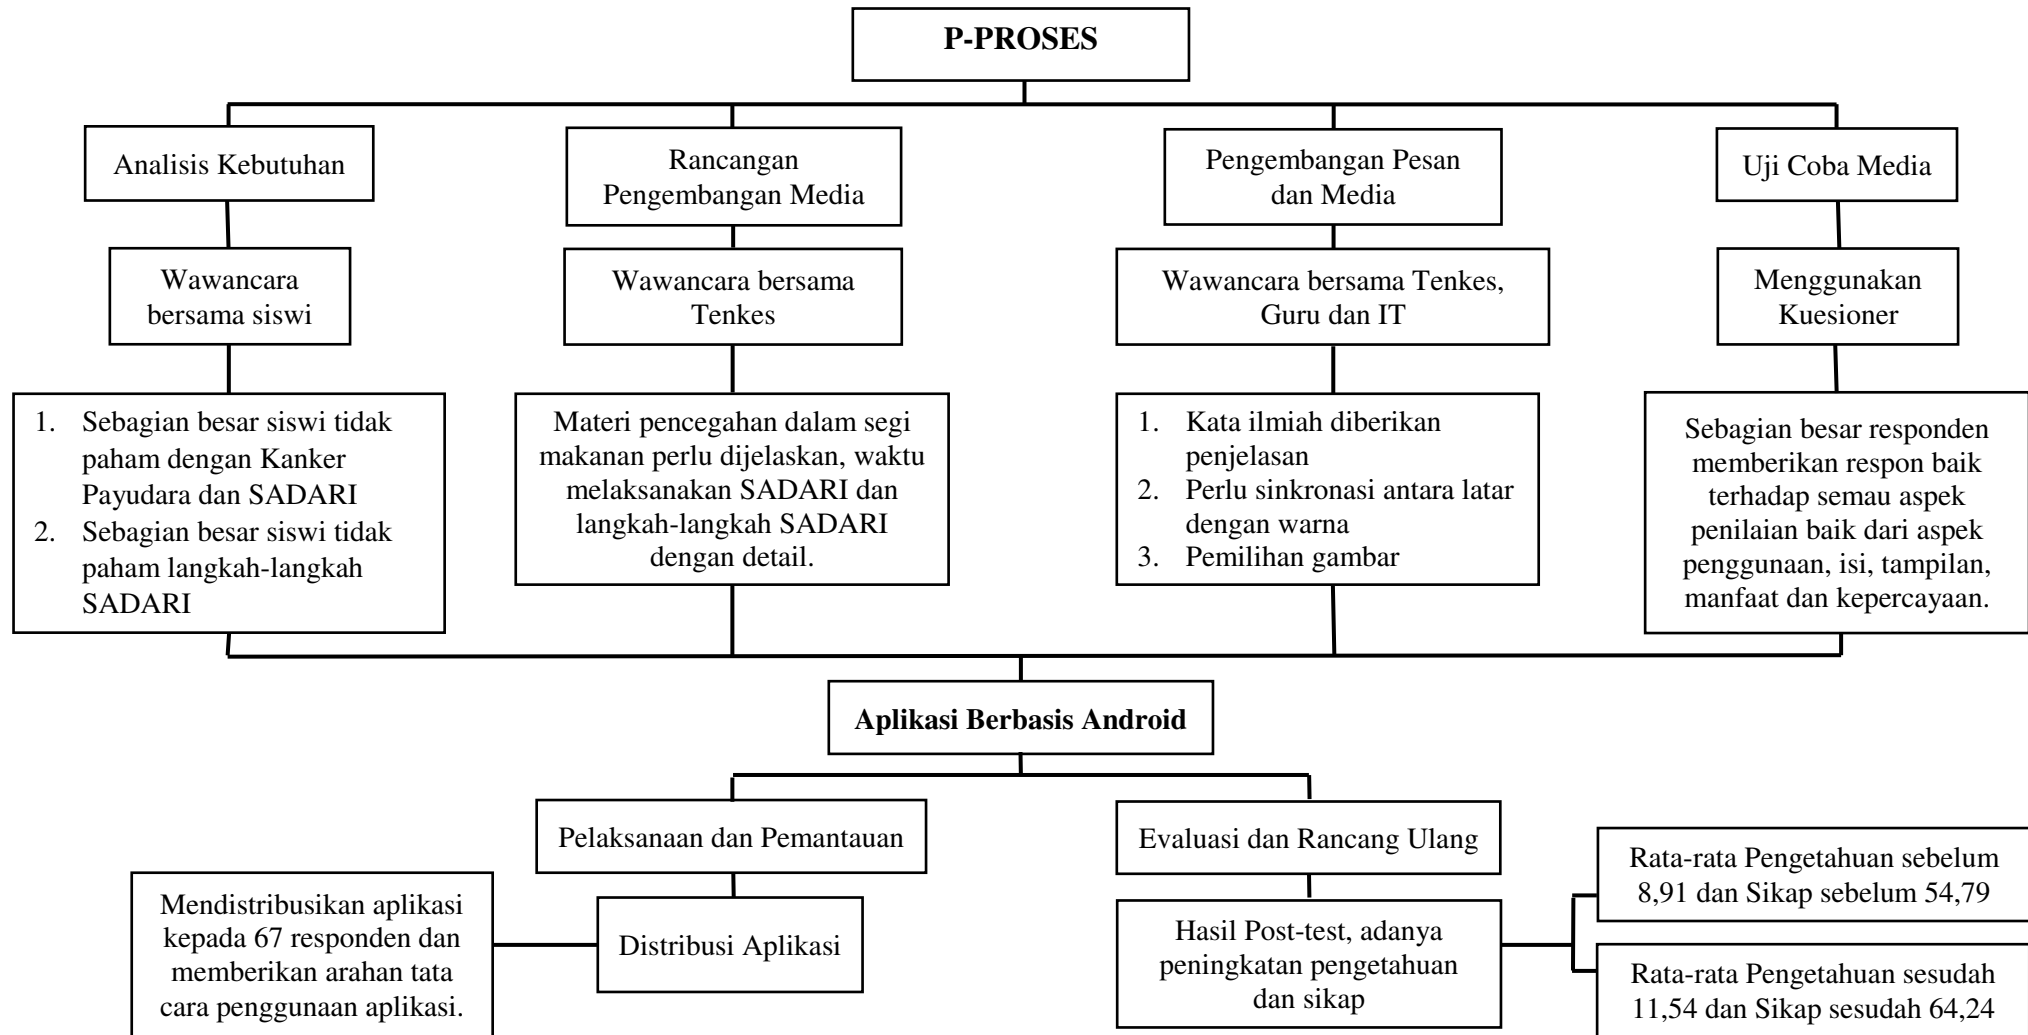 P-PROSES
Analisis Kebutuhan
Rancangan
Pengembangan Media
Pengembangan Pesan
dan Media
Uji Coba Media
Wawancara
bersama siswi
Wawancara bersama
Tenkes
Wawancara bersama Tenkes,
Guru dan IT
Menggunakan
Kuesioner
1. Sebagian besar siswi tidak
paham dengan Kanker
Payudara dan SADARI
2. Sebagian besar siswi tidak
paham langkah-langkah
SADARI
Materi pencegahan dalam segi
makanan perlu dijelaskan, waktu
melaksanakan SADARI dan
langkah-langkah SADARI
dengan detail.
1. Kata ilmiah diberikan
penjelasan
2. Perlu sinkronasi antara latar
dengan warna
3. Pemilihan gambar
Sebagian besar responden
memberikan respon baik
terhadap semau aspek
penilaian baik dari aspek
penggunaan, isi, tampilan,
manfaat dan kepercayaan.
Aplikasi Berbasis Android
Pelaksanaan dan Pemantauan
Evaluasi dan Rancang Ulang
Mendistribusikan aplikasi
kepada 67 responden dan
memberikan arahan tata
cara penggunaan aplikasi.
Distribusi Aplikasi
Hasil Post-test, adanya
peningkatan pengetahuan
dan sikap
Rata-rata Pengetahuan sebelum
8,91 dan Sikap sebelum 54,79
Rata-rata Pengetahuan sesudah
11,54 dan Sikap sesudah 64,24